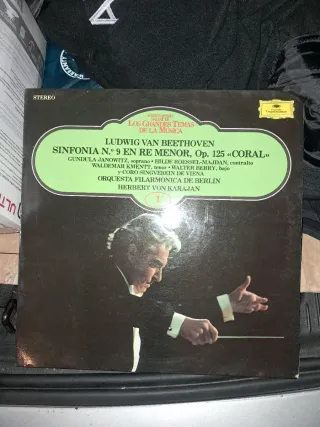 STEREO
LOS GRANDES TEMAS
DE LA MÚSICA
LUDWIG VAN BEETHOVEN
SINFONIA N.º 9 EN RE MENOR, Op. 125 «CORAL»
GUNDULA JANOWITZ, soprano • HILDE ROESSEL-MAJDAN, contralto
WALDEMAR KMENTT, tenor • WALTER BERRY, bajo
y CORO SINGVEREIN DE VIENA
ORQUESTA FILARMONICA DE BERLIN
HERBERT VON KARAJAN